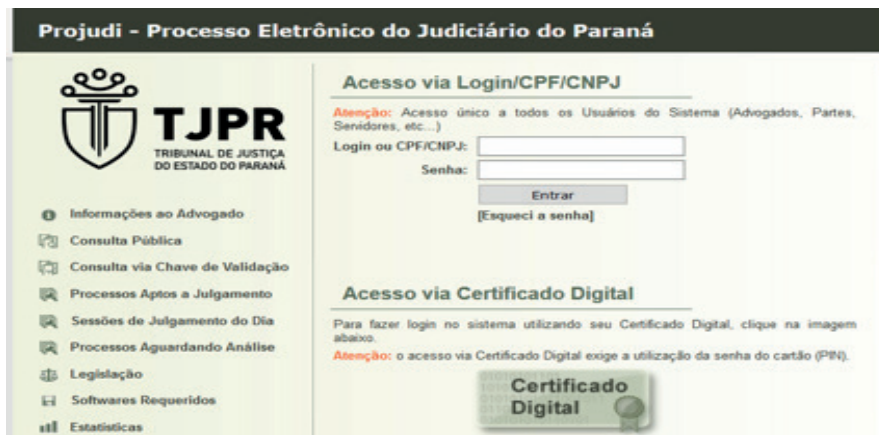 Projudi - Processo Eletrônico do Judiciário do Paraná
TJPR
TRIBUNAL DE JUSTIÇA
DO ESTADO DO PARANÁ
Informações ao Advogado
Consulta Pública
Consulta via Chave de Validação
Processos Aptos a Julgamento
Sessões de Julgamento do Dia
Processos Aguardando Análise
Legislação
Softwares Requeridos
Estatísticas
Acesso via Login/CPF/CNPJ
Atenção: Acesso único a todos os Usuários do Sistema (Advogados, Partes,
Servidores, etc...)
Login ou CPF/CNPJ:
Senha:
Entrar
[Esqueci a senha]
Acesso via Certificado Digital
Para fazer login no sistema utilizando seu Certificado Digital, clique na imagem
abaixo.
Atenção: o acesso via Certificado Digital exige a utilização da senha do cartão (PIN).
Certificado
Digital